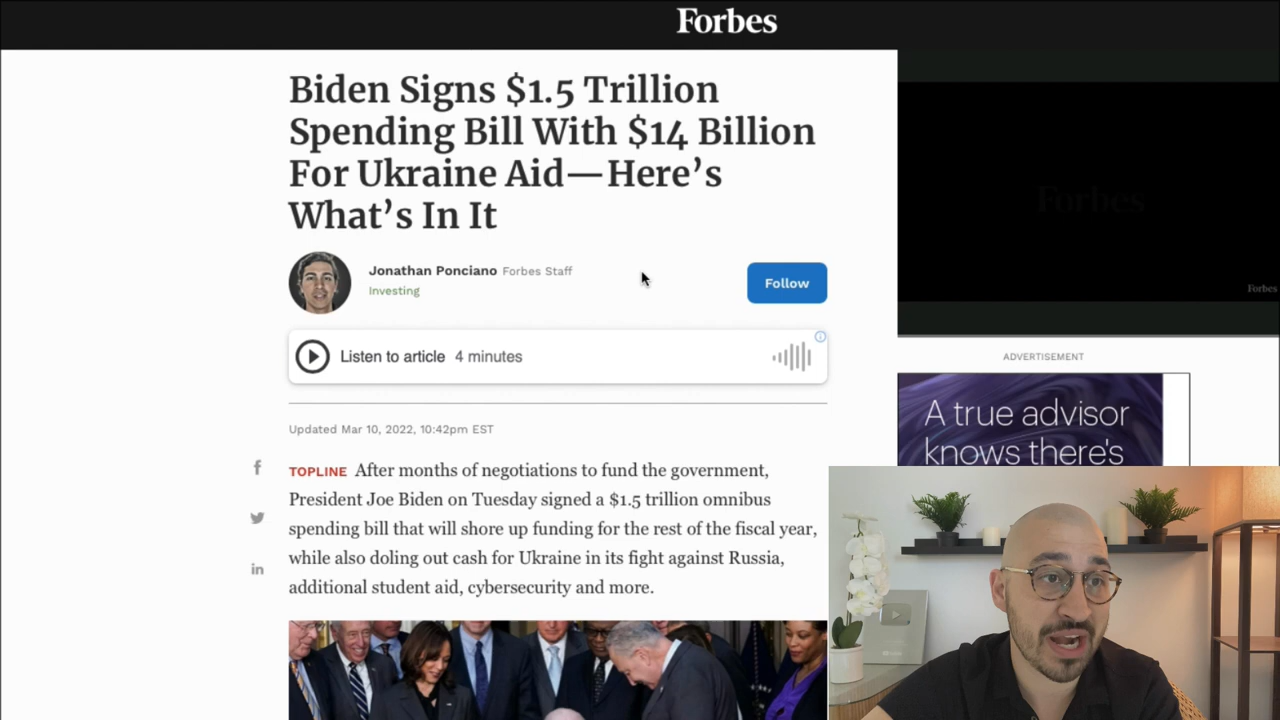 Forbes
Biden Signs $1.5 Trillion
Spending Bill With $14 Billion
For Ukraine Aid—Here’s
What’s In It
Jonathan Ponciano Forbes Staff
Investing
Follow
Listen to article 4 minutes
Updated Mar 10, 2022, 10:42pm EST
TOPLINE After months of negotiations to fund the government,
President Joe Biden on Tuesday signed a $1.5 trillion omnibus
spending bill that will shore up funding for the rest of the fiscal year,
while also doling out cash for Ukraine in its fight against Russia,
additional student aid, cybersecurity and more.
Forbes
Forbes
ADVERTISEMENT
A true advisor
knows there's